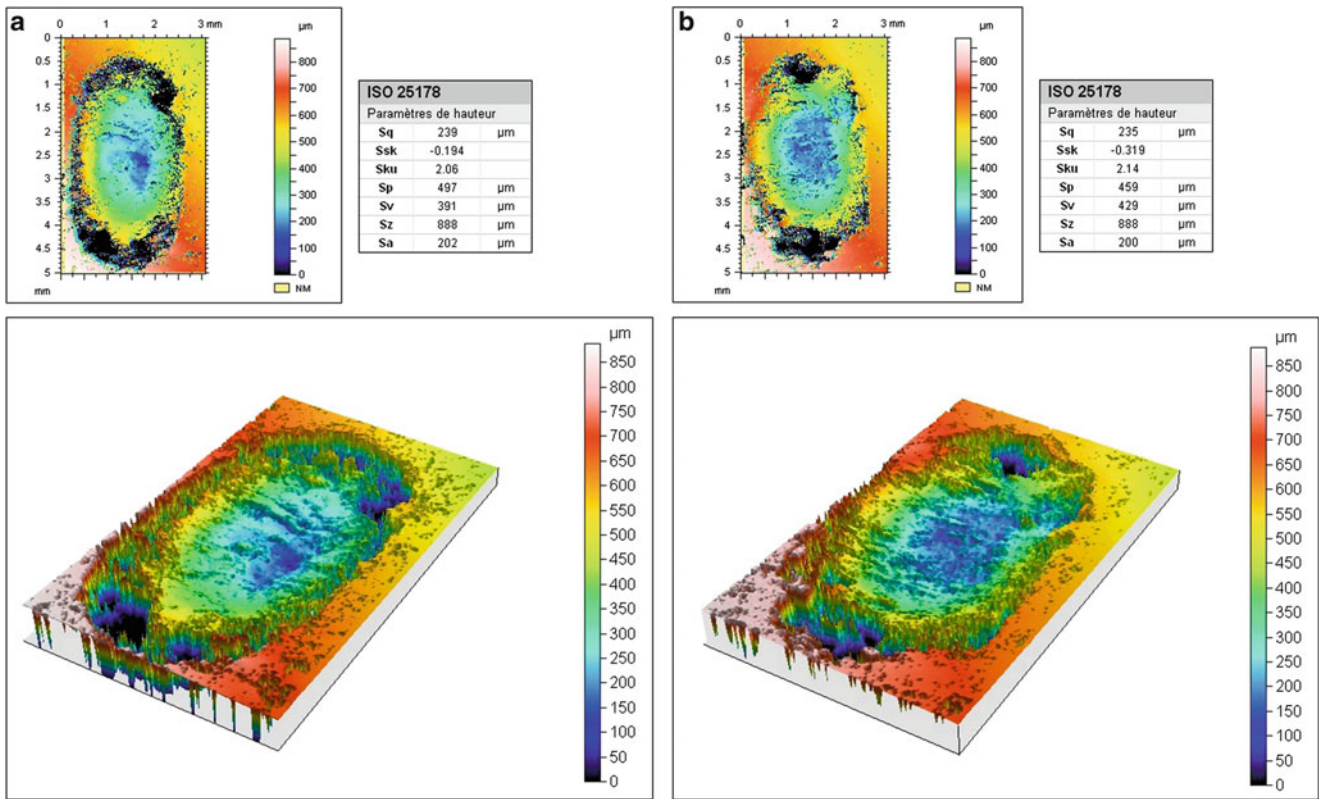 a
0 1 2 3 mm
0
0.5
1
1.5
2
2.5
3
3.5
4
4.5
5
mm
µm
800
700
600
500
400
300
200
100
0
NM
ISO 25178
Paramètres de hauteur
Sq 239 µm
Ssk -0.194
Sku 2.06
Sp 497 µm
Sv 391 µm
Sz 888 µm
Sa 202 µm
b
0 1 2 3 mm
0
0.5
1
1.5
2
2.5
3
3.5
4
4.5
5
mm
µm
800
700
600
500
400
300
200
100
0
NM
ISO 25178
Paramètres de hauteur
Sq 235 µm
Ssk -0.319
Sku 2.14
Sp 459 µm
Sv 429 µm
Sz 888 µm
Sa 200 µm
µm
850
800
750
700
650
600
550
500
450
400
350
300
250
200
150
100
50
0
µm
850
800
750
700
650
600
550
500
450
400
350
300
250
200
150
100
50
0